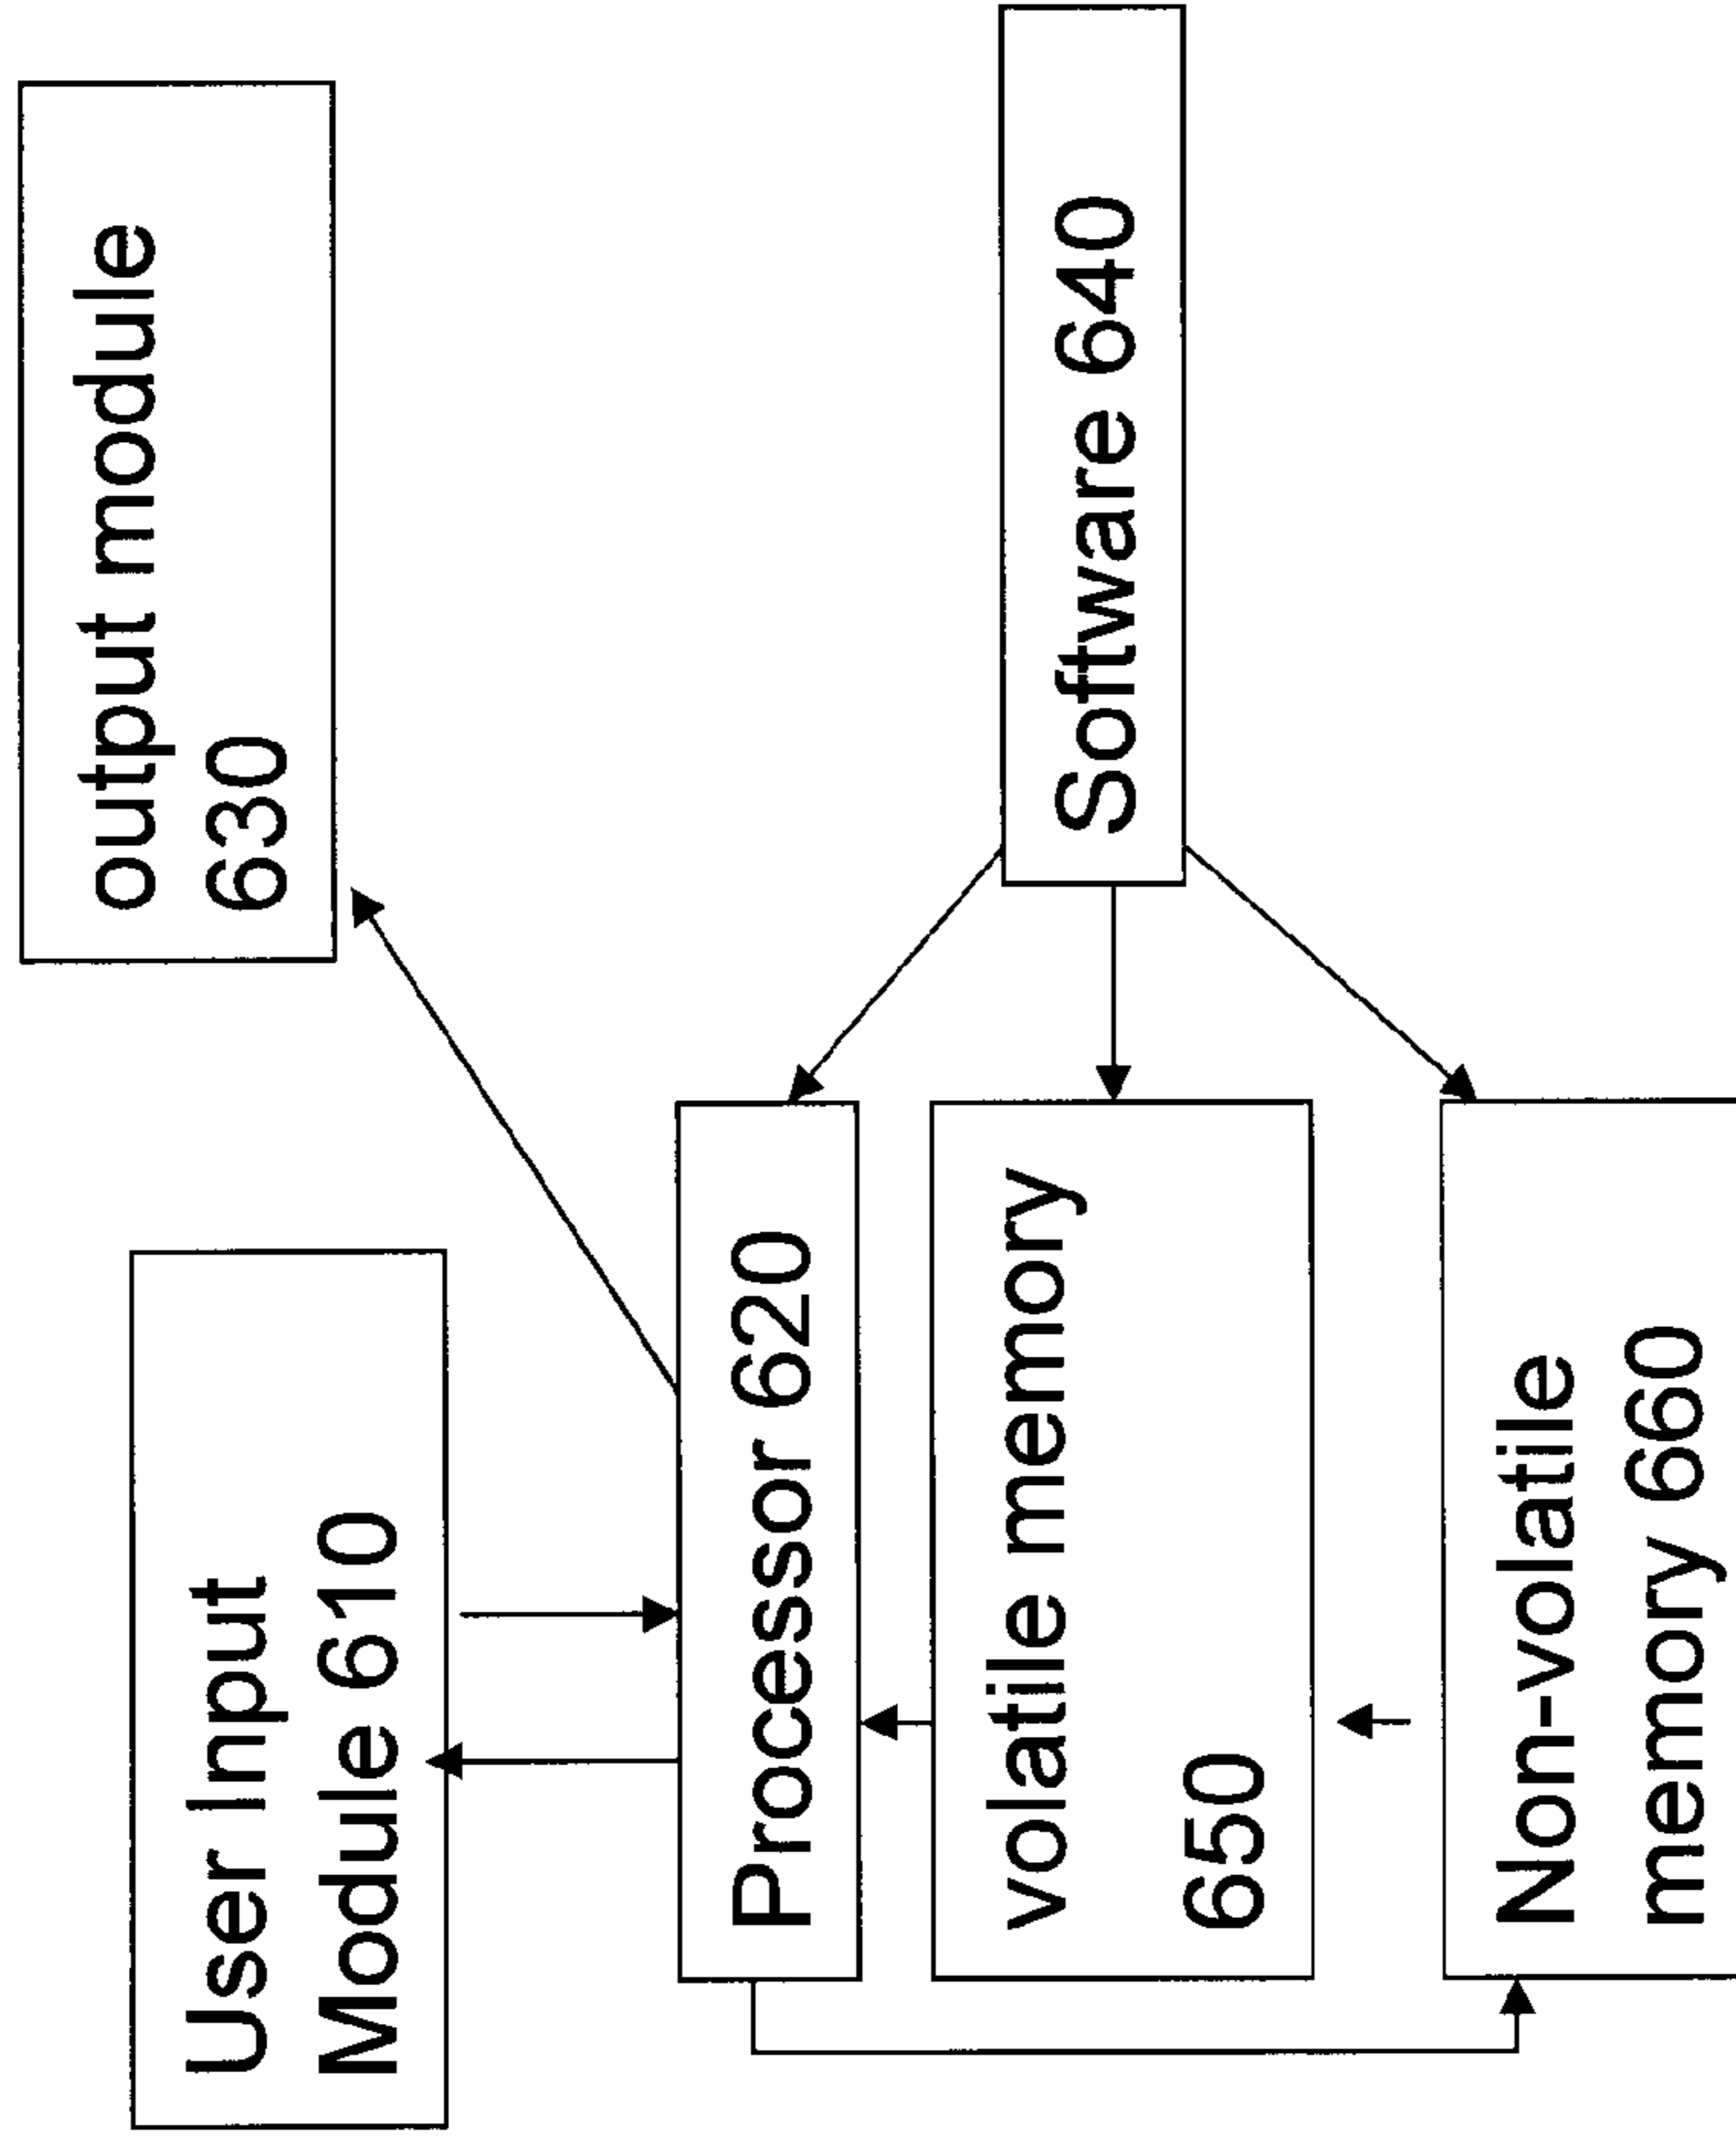 User Input
Module 610
output module
630
Processor 620
volatile memory
650
Software 640
Non-volatile
memory 660